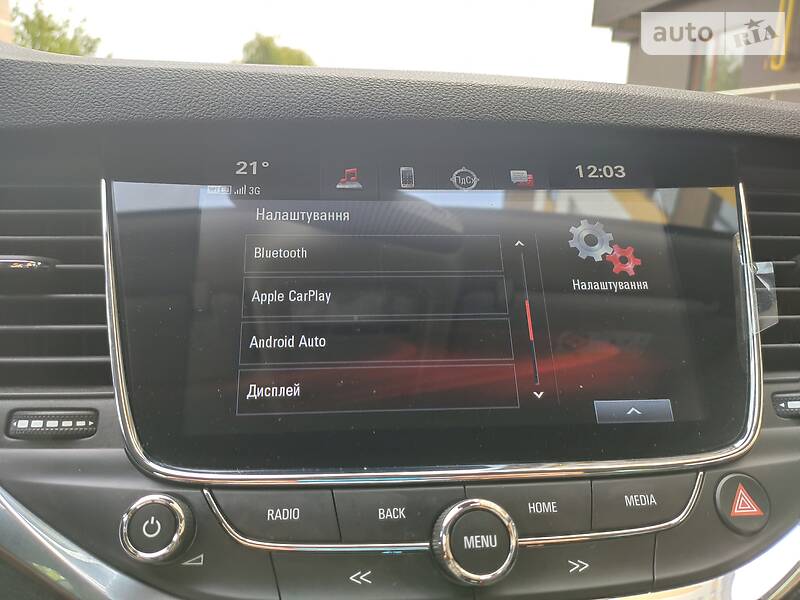 auto RIA
21° 12:03
3G
ПдСх
Налаштування
Bluetooth
Apple CarPlay
Android Auto
Дисплей
Налаштування
RADIO BACK MENU HOME MEDIA